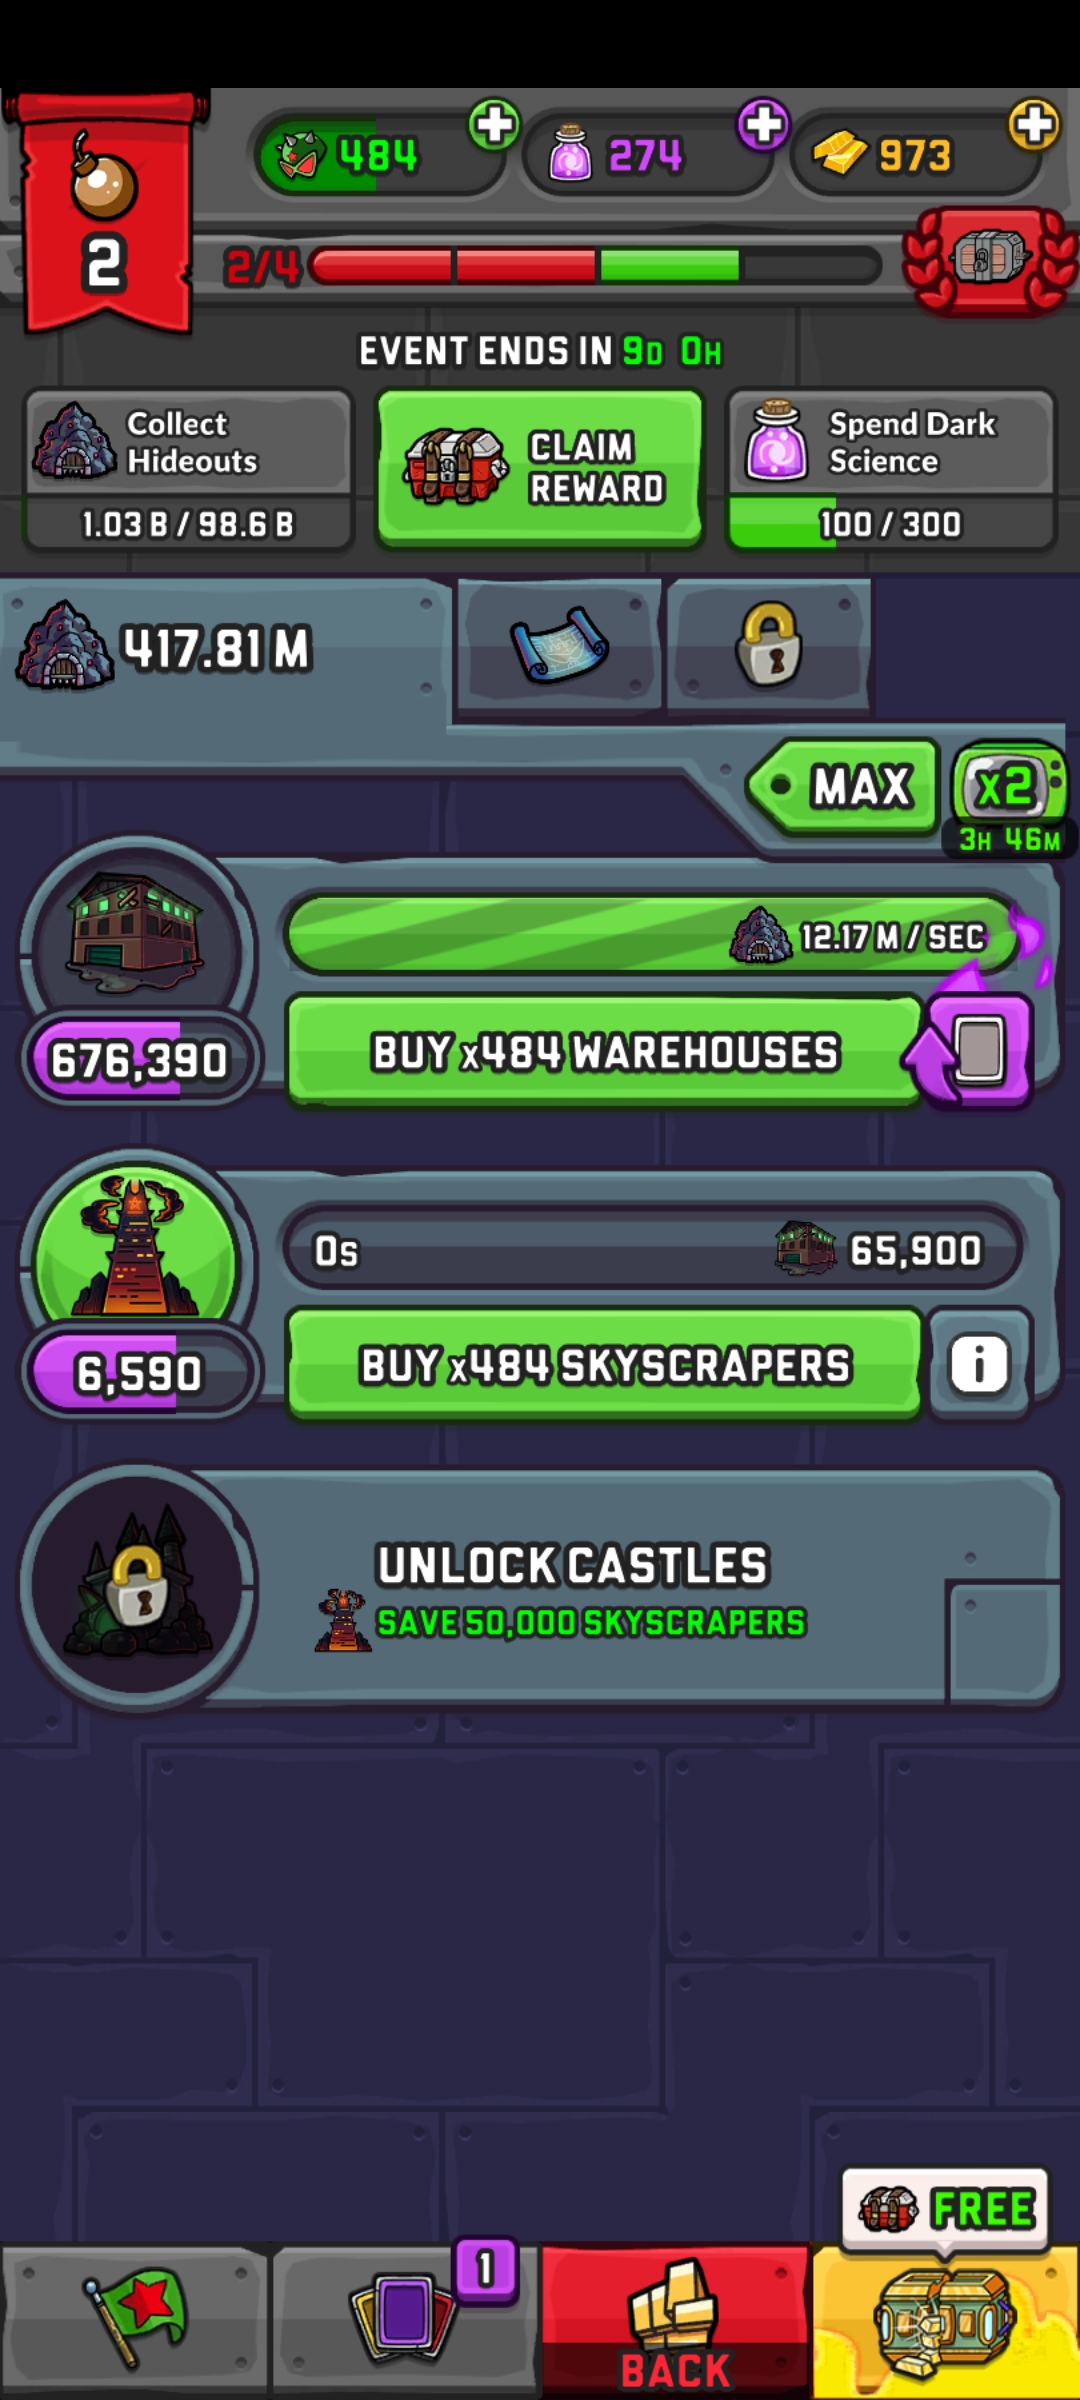 484
274
973
2
2/4
EVENT ENDS IN 9D 0H
Collect
Hideouts
1.03 B / 98.6 B
CLAIM
REWARD
Spend Dark
Science
100 / 300
417.81 M
MAX
x2
3H 46M
12.17 M / SEC
676,390
BUY x484 WAREHOUSES
0s
65,900
6,590
BUY x484 SKYSCRAPERS
i
UNLOCK CASTLES
SAVE 50,000 SKYSCRAPERS
FREE
1
BACK